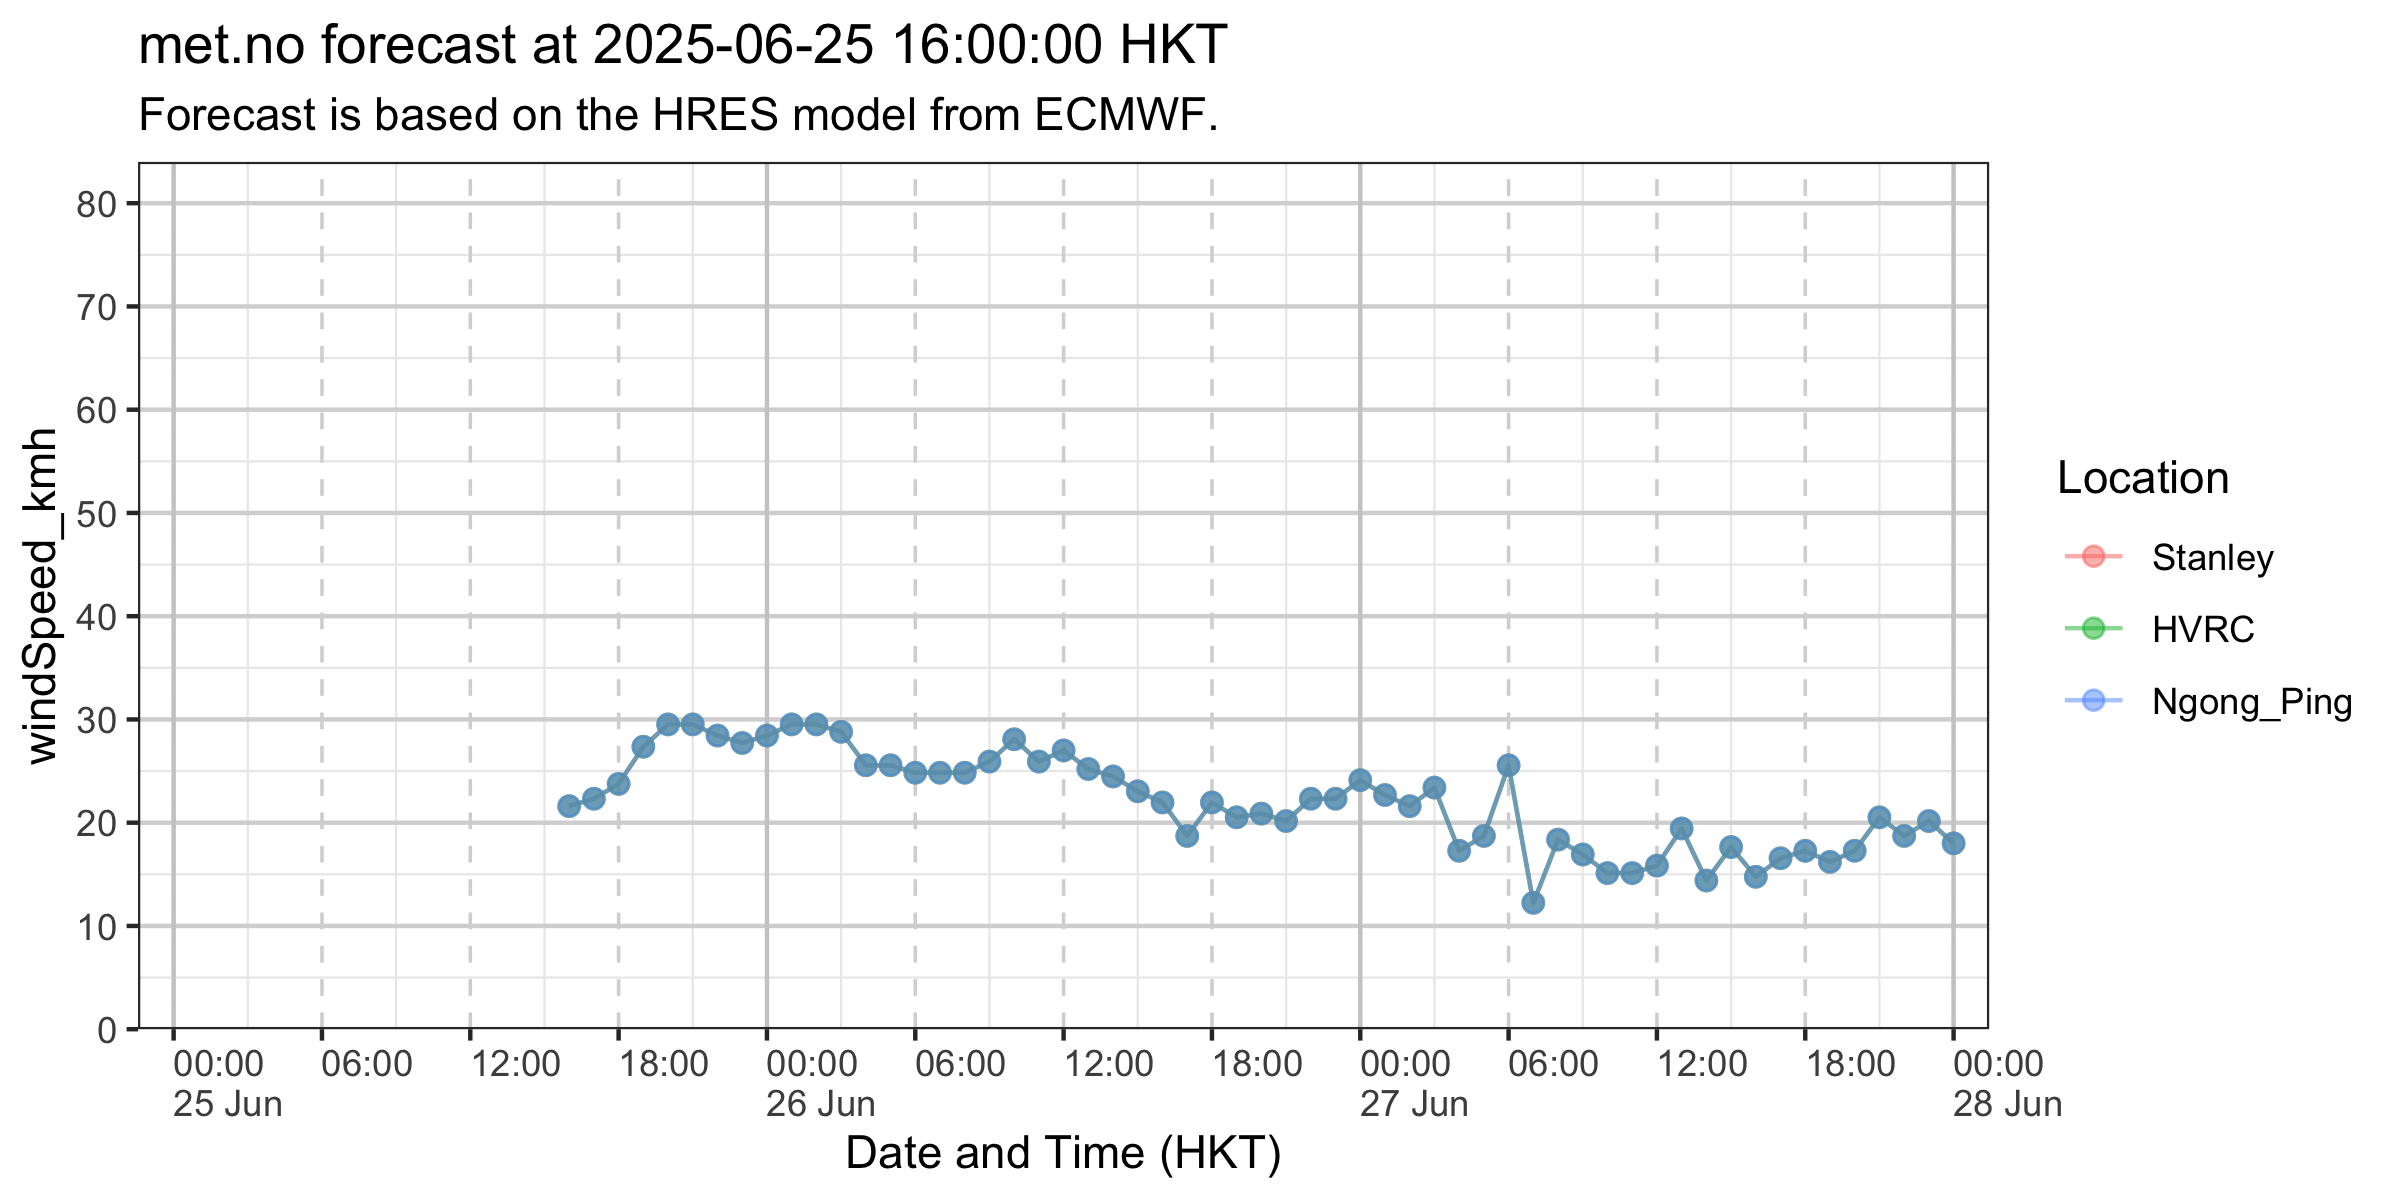 met.no forecast at 2025-06-25 16:00:00 HKT
Forecast is based on the HRES model from ECMWF.
windSpeed_kmh
80
70
60
50
40
30
20
10
0
00:00 06:00 12:00 18:00 00:00 06:00 12:00 18:00 00:00 06:00 12:00 18:00 00:00
25 Jun 26 Jun 27 Jun 28 Jun
Date and Time (HKT)
Location
Stanley
HVRC
Ngong_Ping